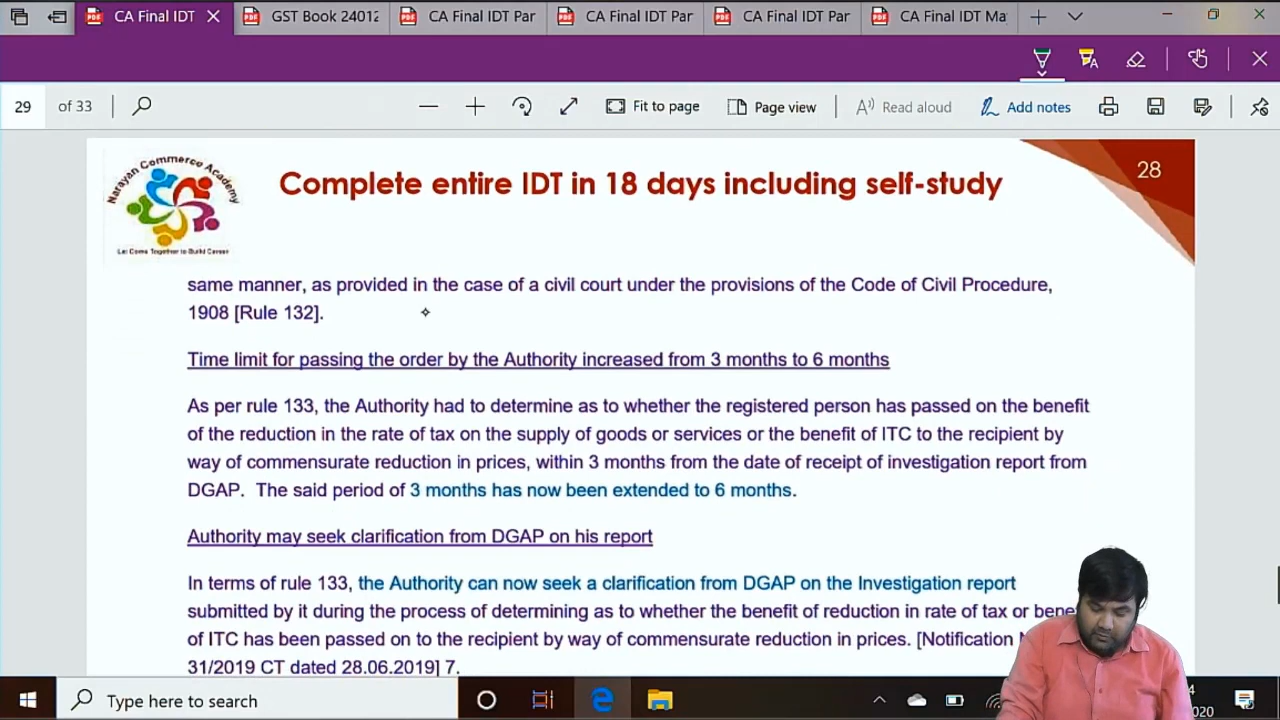 CA Final IDT
GST Book 24012
CA Final IDT Par
CA Final IDT Par
CA Final IDT Par
CA Final IDT Ma
29 of 33
Fit to page
Page view
Read aloud
Add notes
Narayan Commerce Academy
Let Come Together to Build Career
Complete entire IDT in 18 days including self-study
28
same manner, as provided in the case of a civil court under the provisions of the Code of Civil Procedure,
1908 [Rule 132].
Time limit for passing the order by the Authority increased from 3 months to 6 months
As per rule 133, the Authority had to determine as to whether the registered person has passed on the benefit
of the reduction in the rate of tax on the supply of goods or services or the benefit of ITC to the recipient by
way of commensurate reduction in prices, within 3 months from the date of receipt of investigation report from
DGAP. The said period of 3 months has now been extended to 6 months.
Authority may seek clarification from DGAP on his report
In terms of rule 133, the Authority can now seek a clarification from DGAP on the Investigation report
submitted by it during the process of determining as to whether the benefit of reduction in rate of tax or bene
of ITC has been passed on to the recipient by way of commensurate reduction in prices. [Notification N
31/2019 CT dated 28.06.2019] 7.
Type here to search
4
2020